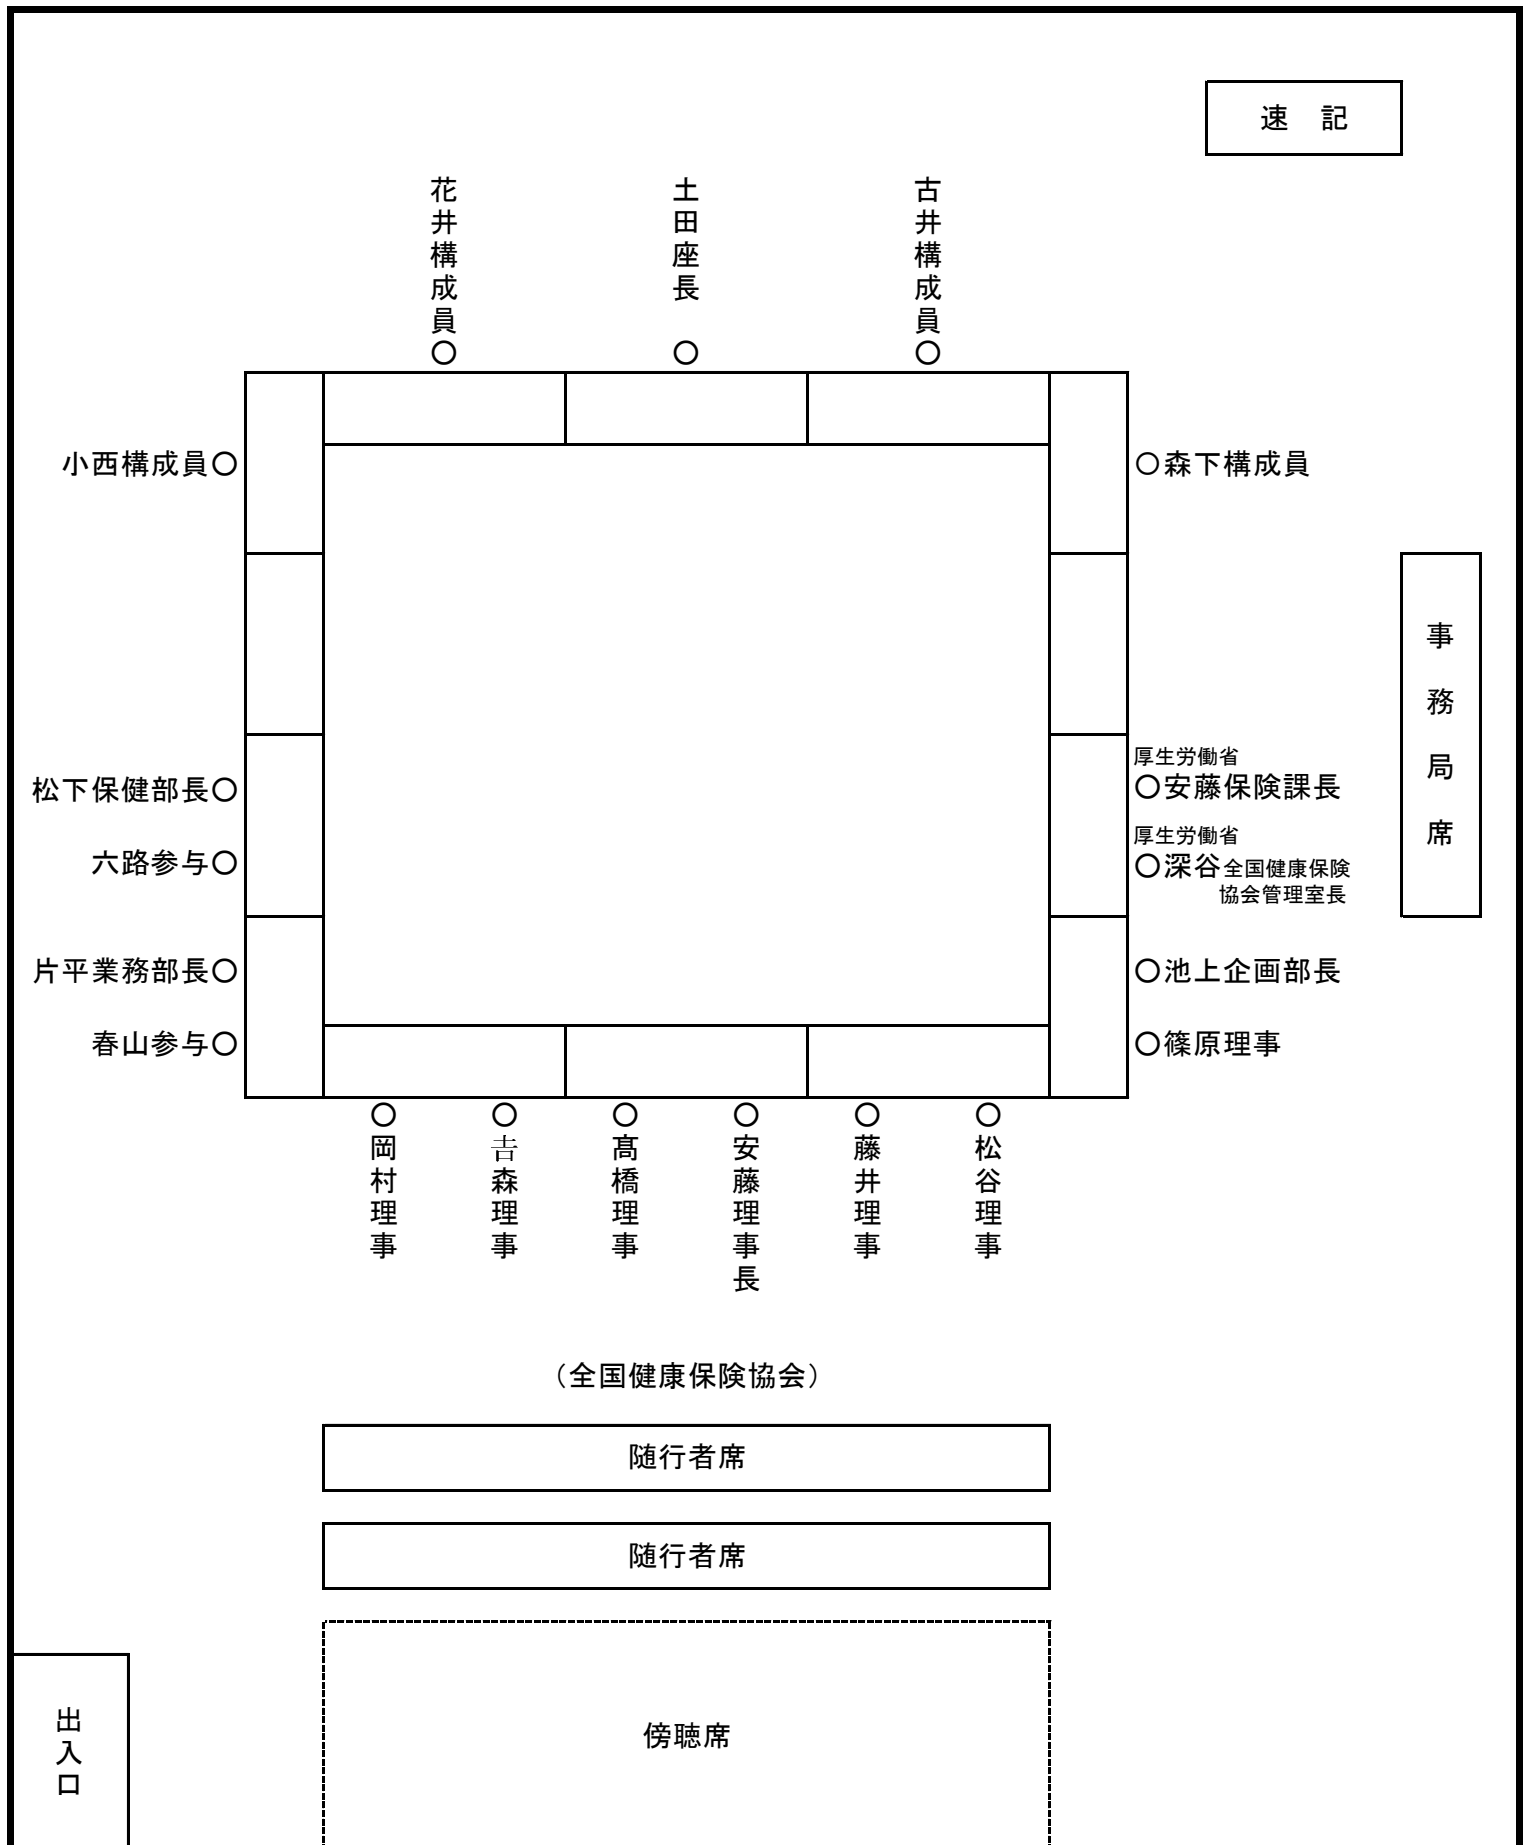 速 記
花井構成員○
土田座長 ○
古井構成員○
小西構成員○
○森下構成員
事務局席
松下保健部長○
厚生労働省
○安藤保険課長
六路参与○
厚生労働省
○深谷全国健康保険
協会管理室長
片平業務部長○
○池上企画部長
春山参与○
○篠原理事
○岡村理事
○𠮷森理事
○髙橋理事
○安藤理事長
○藤井理事
○松谷理事
（全国健康保険協会）
随行者席
随行者席
傍聴席
出入口